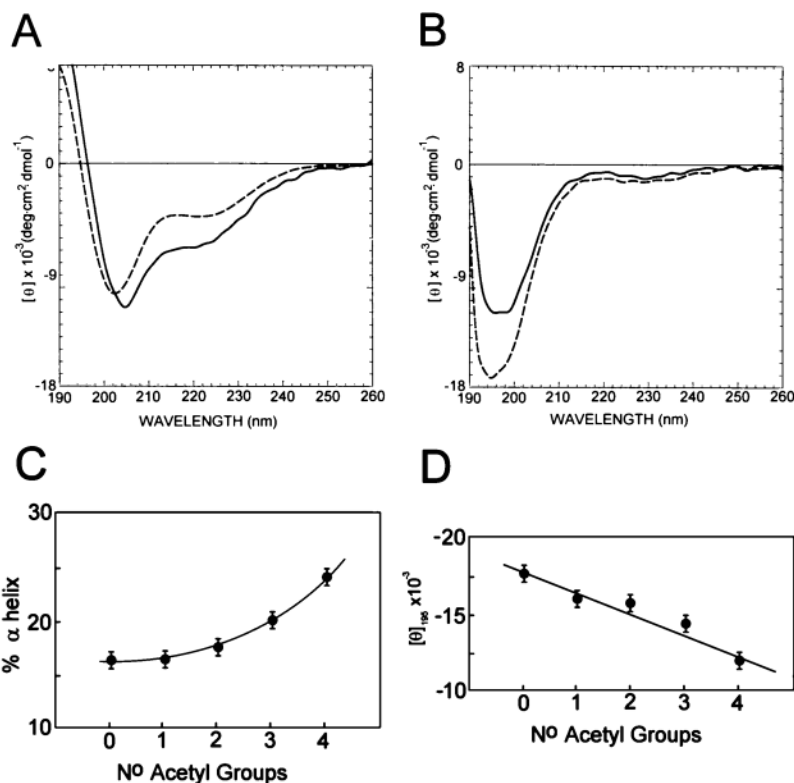 A
[θ] x 10⁻³ (deg·cm² dmol⁻¹)
0
-9
-18
190 200 210 220 230 240 250 260
WAVELENGTH (nm)
B
[θ] x 10⁻³ (deg·cm² dmol⁻¹)
8
0
-9
-18
190 200 210 220 230 240 250 260
WAVELENGTH (nm)
C
% α helix
30
20
10
0 1 2 3 4
Nº Acetyl Groups
D
[θ]₁₉₅ x10⁻³
-20
-15
-10
0 1 2 3 4
Nº Acetyl Groups